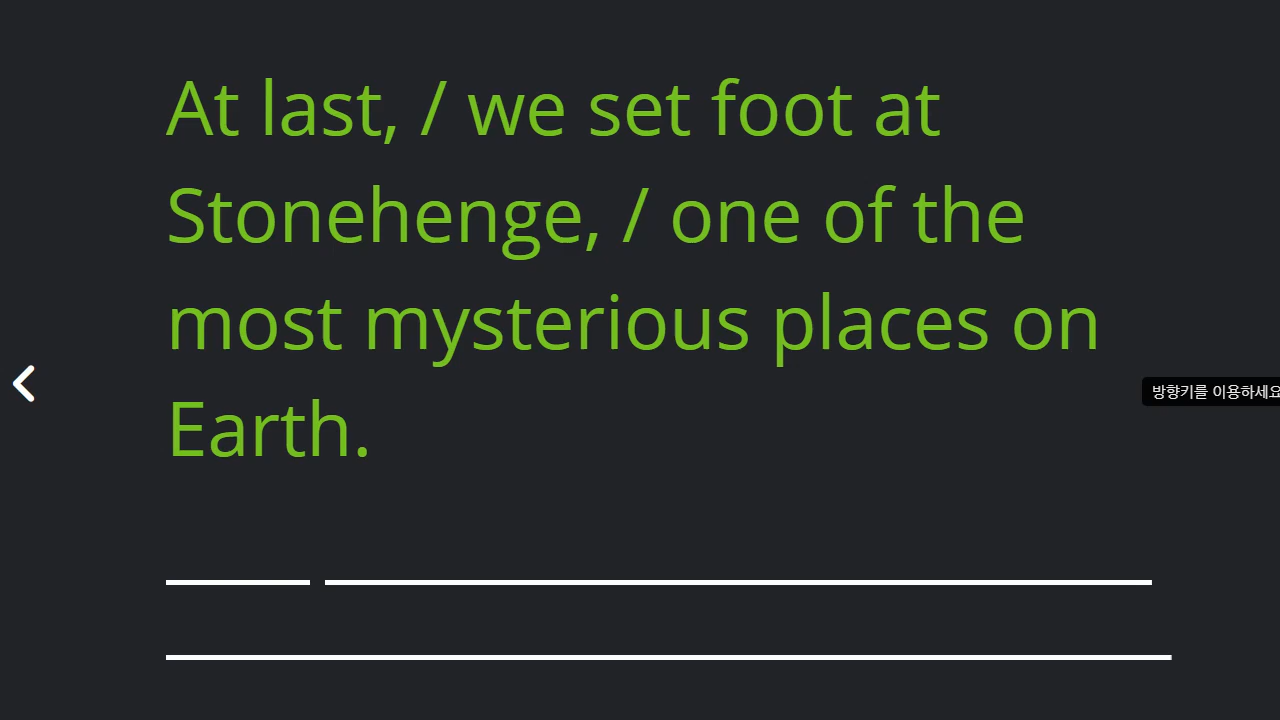 At last, / we set foot at
Stonehenge, / one of the
most mysterious places on
Earth.
방향키를 이용하세요